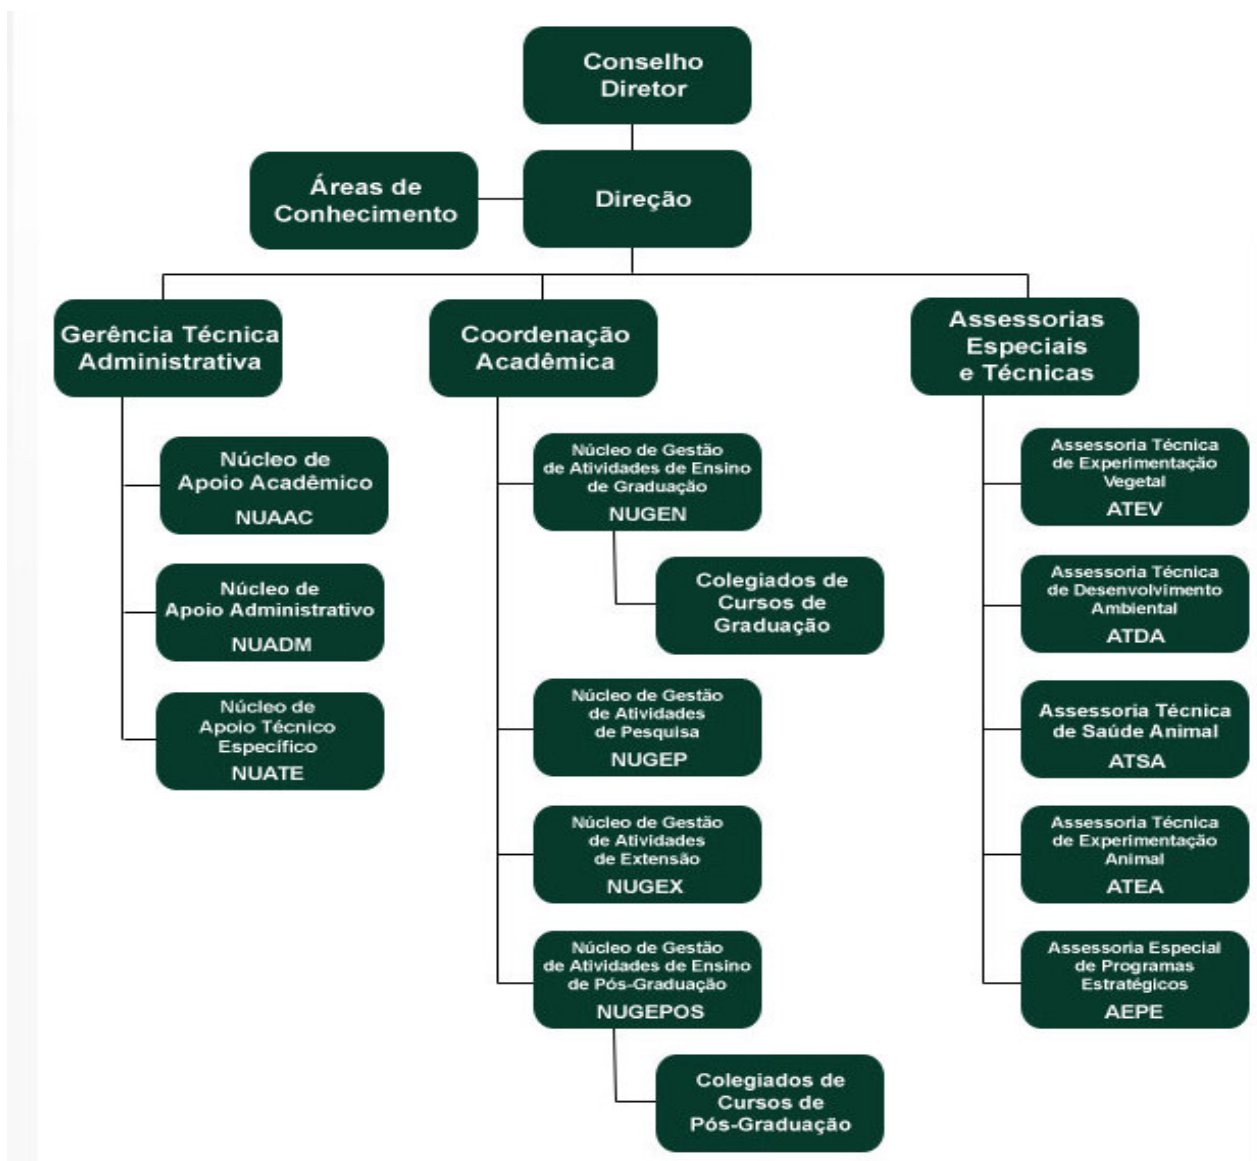 Conselho
Diretor
Áreas de
Conhecimento
Direção
Gerência Técnica
Administrativa
Coordenação
Acadêmica
Assessorias
Especiais
e Técnicas
Núcleo de
Apoio Acadêmico
NUAAC
Núcleo de
Apoio Administrativo
NUADM
Núcleo de
Apoio Técnico
Específico
NUATE
Núcleo de Gestão
de Atividades de Ensino
de Graduação
NUGEN
Colegiados de
Cursos de
Graduação
Núcleo de Gestão
de Atividades
de Pesquisa
NUGEP
Núcleo de Gestão
de Atividades
de Extensão
NUGEX
Núcleo de Gestão
de Atividades de Ensino
de Pós-Graduação
NUGEPOS
Colegiados de
Cursos de
Pós-Graduação
Assessoria Técnica
de Experimentação
Vegetal
ATEV
Assessoria Técnica
de Desenvolvimento
Ambiental
ATDA
Assessoria Técnica
de Saúde Animal
ATSA
Assessoria Técnica
de Experimentação
Animal
ATEA
Assessoria Especial
de Programas
Estratégicos
AEPE